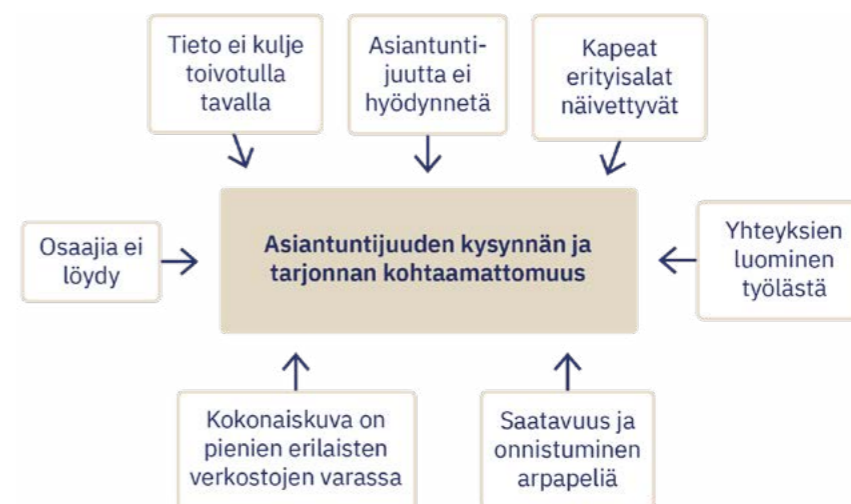 Tieto ei kulje
toivotulla
tavalla
Asiantunti-
juutta ei
hyödynnetä
Kapeat
erityisalat
näivettyvät
Osaajia ei
löydy
Asiantuntijuuden kysynnän ja
tarjonnan kohtaamattomuus
Yhteyksien
luominen
työlästä
Kokonaiskuva on
pienien erilaisten
verkostojen varassa
Saatavuus ja
onnistuminen
arpapeliä